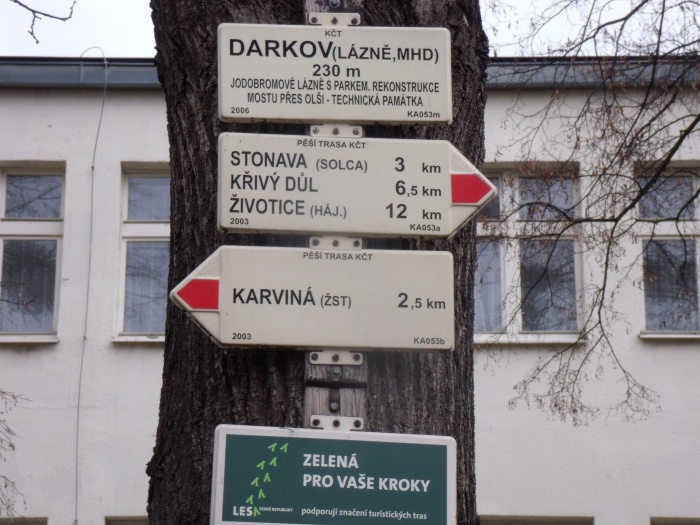 KČT
DARKOV(LÁZNĚ,MHD)
230 m
JODOBROMOVÉ LÁZNĚ S PARKEM. REKONSTRUKCE
MOSTU PŘES OLŠI - TECHNICKÁ PAMÁTKA
2006 KA053m
PĚŠÍ TRASA KČT
STONAVA (SOLCA) 3 km
KŘIVÝ DŮL 6,5 km
ŽIVOTICE (HÁJ.) 12 km
2003 KA053a
PĚŠÍ TRASA KČT
KARVINÁ (ŽST) 2,5 km
2003 KA053b
ZELENÁ
PRO VAŠE KROKY
LESY ČESKÉ REPUBLIKY podporují značení turistických tras